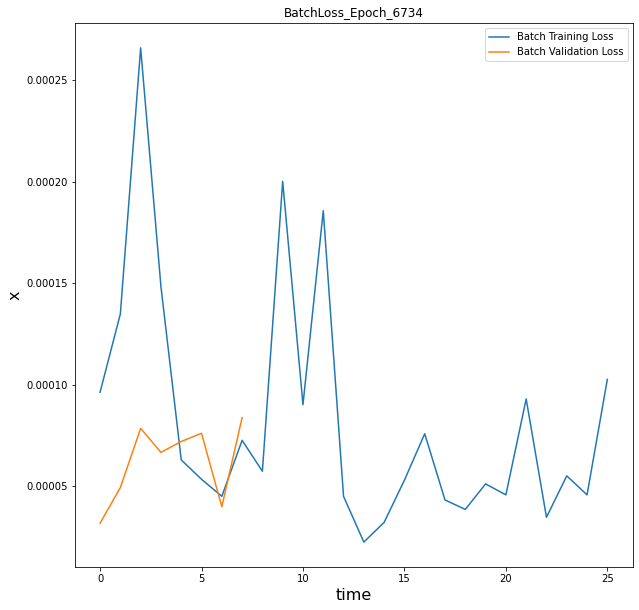 BatchLoss_Epoch_6734
Batch Training Loss
Batch Validation Loss
0.00025
0.00020
0.00015
0.00010
0.00005
x
0 5 10 15 20 25
time